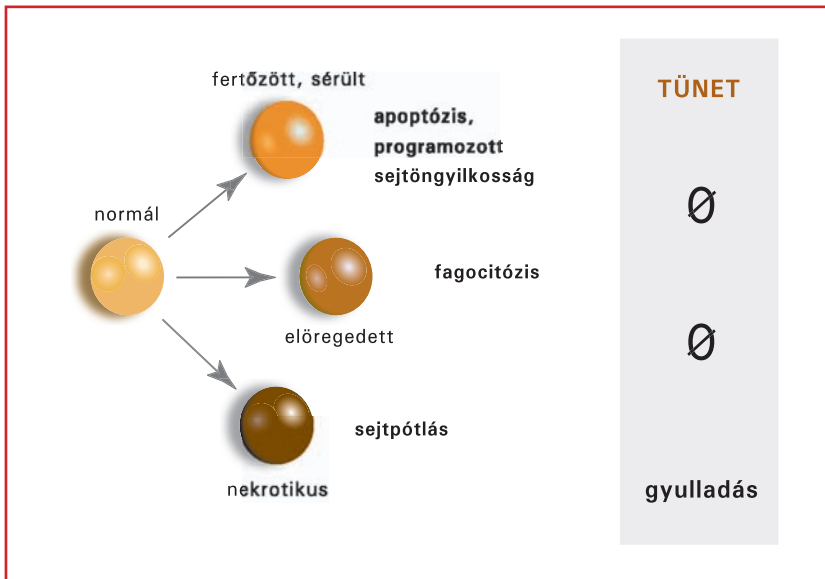 fertőzött, sérült
TÜNET
apoptózis,
programozott
sejtöngyilkosság
Ø
normál
fagocitózis
elöregedett
Ø
sejtpótlás
nekrotikus
gyulladás